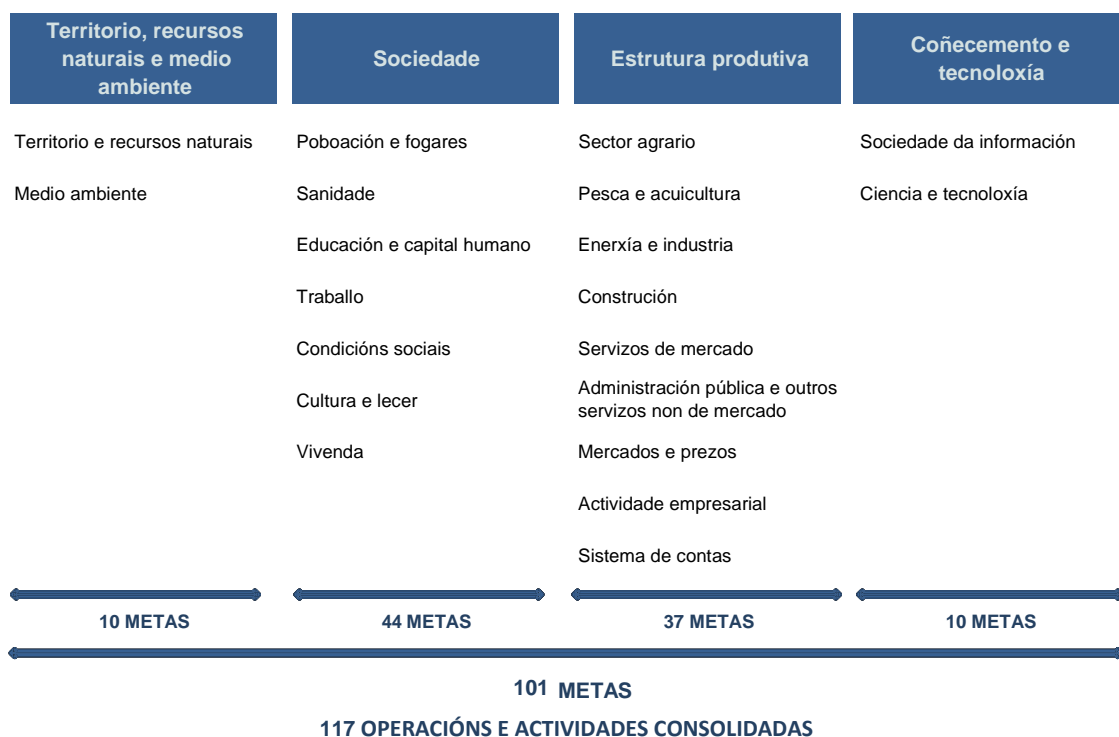 Territorio, recursos
naturais e medio
ambiente
Sociedade
Estrutura produtiva
Coñecemento e
tecnoloxía
Territorio e recursos naturais
Poboación e fogares
Sector agrario
Sociedade da información
Medio ambiente
Sanidade
Pesca e acuicultura
Ciencia e tecnoloxía
Educación e capital humano
Enerxía e industria
Traballo
Construción
Condicións sociais
Servizos de mercado
Cultura e lecer
Administración pública e outros
servizos non de mercado
Vivenda
Mercados e prezos
Actividade empresarial
Sistema de contas
10 METAS
44 METAS
37 METAS
10 METAS
101 METAS
117 OPERACIÓNS E ACTIVIDADES CONSOLIDADAS